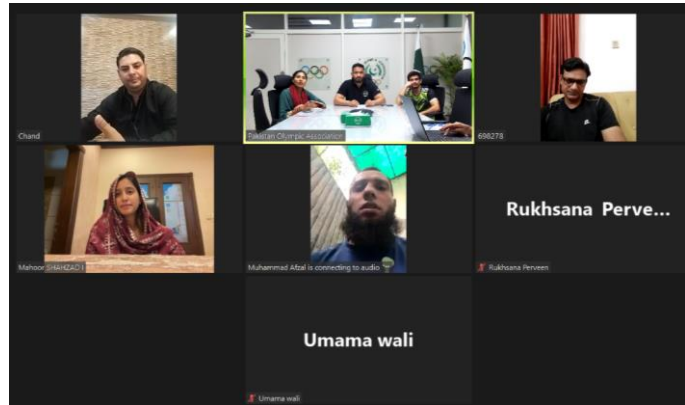 Chand
Pakistan Olympic Association
698278
Mahoor SHAHZAD I
Muhammad Afzal is connecting to audio
Rukhsana Perve...
Rukhsana Perveen
Umama wali
Umama wali